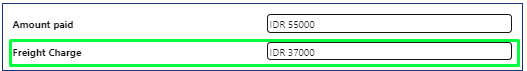 Amount paid IDR 55000
Freight Charge IDR 37000